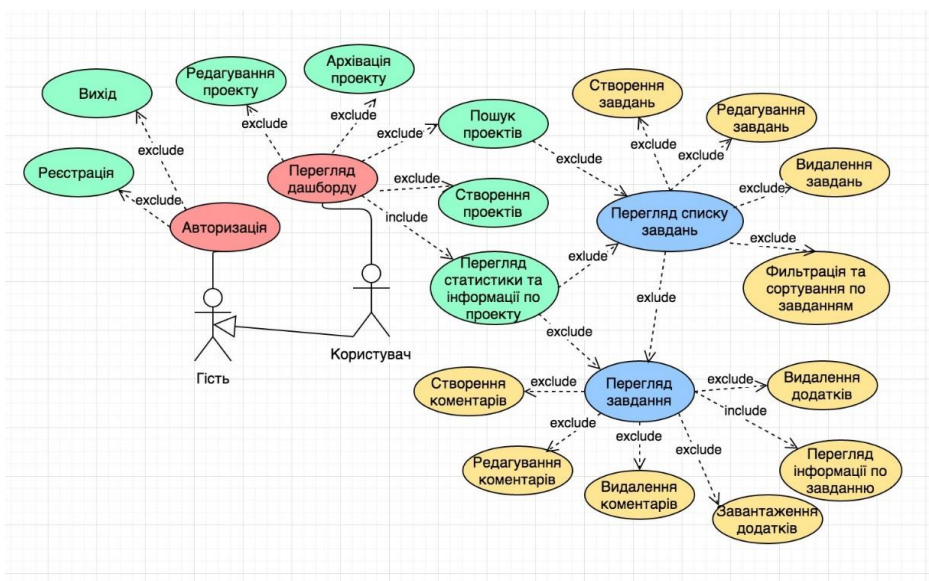 Архівація
проекту
Редагування
проекту
Вихід
exclude
exclude
Пошук
проектів
exclude
exclude
Реєстрація
exclude
Перегляд
дашборду
exclude
Створення
проектів
include
Авторизація
Перегляд
статистики та
інформації по
проекту
Гість
Користувач
Створення
завдань
Редагування
завдань
exclude
exclude
exclude
Видалення
завдань
exclude
Перегляд списку
завдань
exclude
Фильтрація та
сортування по
завданням
exlude
exlude
exclude
Перегляд
завдання
Створення
коментарів
exclude
exclude
Видалення
додатків
include
exclude
exclude
exclude
Редагування
коментарів
Видалення
коментарів
Перегляд
інформації по
завданню
Завантаження
додатків